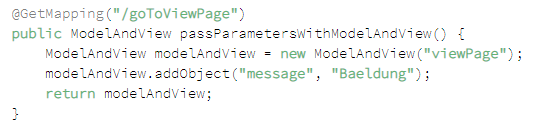 @GetMapping("/goToViewPage")
public ModelAndView passParametersWithModelAndView() {
    ModelAndView modelAndView = new ModelAndView("viewPage");
    modelAndView.addObject("message", "Baeldung");
    return modelAndView;
}